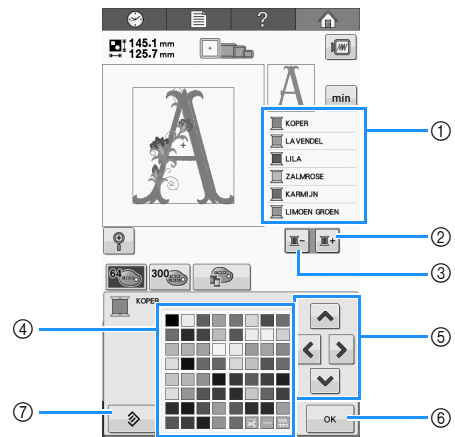 ?
145.1 mm
125.7 mm
min
KOPER
LAVENDEL
LILA
ZALMROSE
KARMIJN
LIMOEN GROEN
①
②
③
64
300
KOPER
④
⑤
⑦
OK
⑥